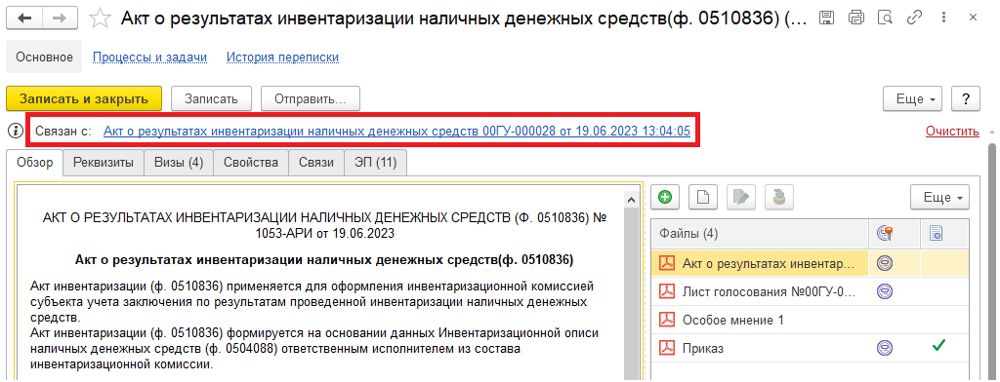 Акт о результатах инвентаризации наличных денежных средств(ф. 0510836) (...
Основное Процессы и задачи История переписки
Записать и закрыть Записать Отправить... Еще ?
Связан с: Акт о результатах инвентаризации наличных денежных средств 00ГУ-000028 от 19.06.2023 13:04:05 Очистить
Обзор Реквизиты Визы (4) Свойства Связи ЭП (11)
Еще
АКТ О РЕЗУЛЬТАТАХ ИНВЕНТАРИЗАЦИИ НАЛИЧНЫХ ДЕНЕЖНЫХ СРЕДСТВ (Ф. 0510836) №
1053-АРИ от 19.06.2023
Акт о результатах инвентаризации наличных денежных средств(ф. 0510836)
Акт инвентаризации (ф. 0510836) применяется для оформления инвентаризационной комиссией
субъекта учета заключения по результатам проведенной инвентаризации наличных денежных
средств.
Акт инвентаризации (ф. 0510836) формируется на основании данных Инвентаризационной описи
наличных денежных средств (ф. 0504088) ответственным исполнителем из состава
инвентаризационной комиссии.
Файлы (4)
Акт о результатах инвентар...
Лист голосования №00ГУ-0...
Особое мнение 1
Приказ